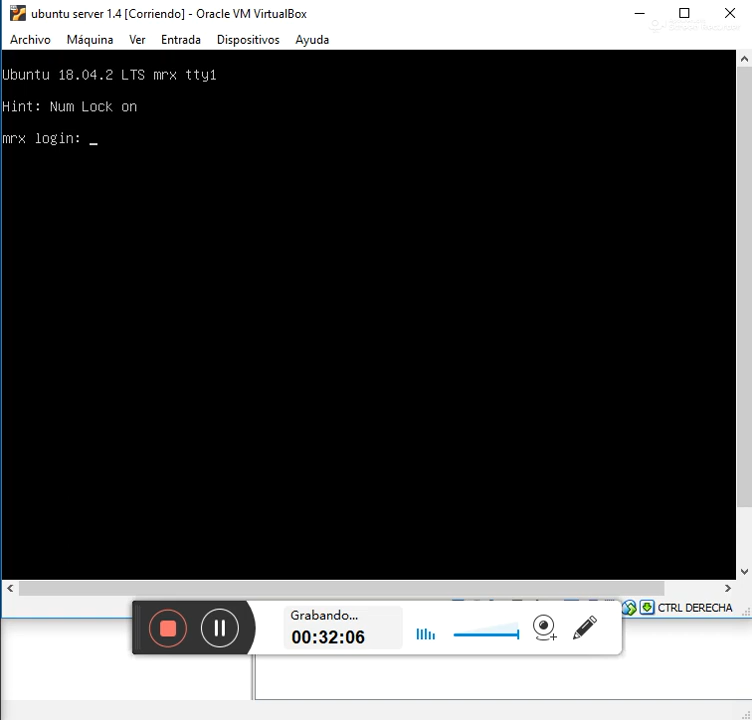 ubuntu server 1.4 [Corriendo] - Oracle VM VirtualBox
Archivo Máquina Ver Entrada Dispositivos Ayuda
Ubuntu 18.04.2 LTS mrx tty1
Hint: Num Lock on
mrx login: _
CTRL DERECHA
Grabando...
00:32:06